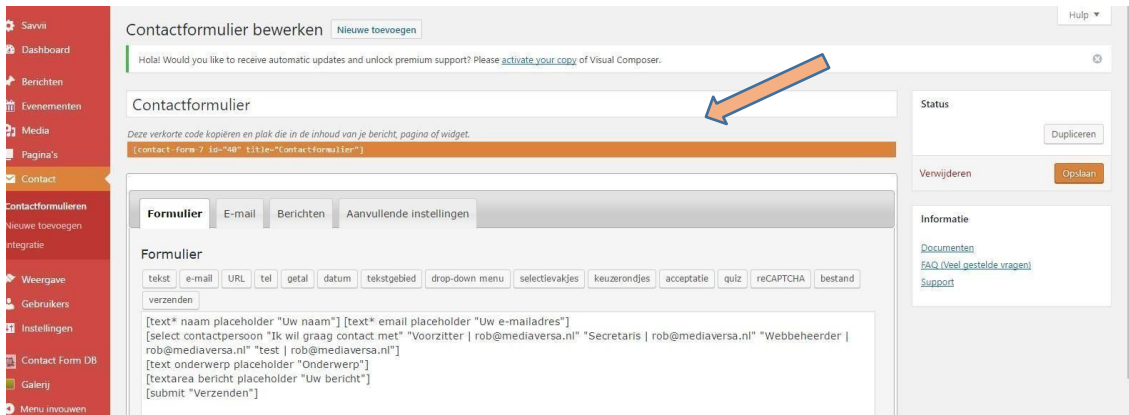 Savvii
Dashboard
Berichten
Evenementen
Media
Pagina's
Contact
Contactformulieren
Nieuwe toevoegen
Integratie
Weergave
Gebruikers
Instellingen
Contact Form DB
Galerij
Menu invouwen
Hulp
Contactformulier bewerken Nieuwe toevoegen
Hola! Would you like to receive automatic updates and unlock premium support? Please activate your copy of Visual Composer.
Contactformulier
Deze verkorte code kopiëren en plak die in de inhoud van je bericht, pagina of widget.
[contact-form-7 id="40" title="Contactformulier"]
Formulier E-mail Berichten Aanvullende instellingen
Formulier
tekst e-mail URL tel getal datum tekstgebied drop-down menu selectievakjes keuzerondjes acceptatie quiz reCAPTCHA bestand
verzenden
[text* naam placeholder "Uw naam"] [text* email placeholder "Uw e-mailadres"]
[select contactpersoon "Ik wil graag contact met" "Voorzitter | rob@mediaversa.nl" "Secretaris | rob@mediaversa.nl" "Webbeheerder |
rob@mediaversa.nl" "test | rob@mediaversa.nl"]
[text onderwerp placeholder "Onderwerp"]
[textarea bericht placeholder "Uw bericht"]
[submit "Verzenden"]
Status
Dupliceren
Verwijderen Opslaan
Informatie
Documenten
FAQ (Veel gestelde vragen)
Support